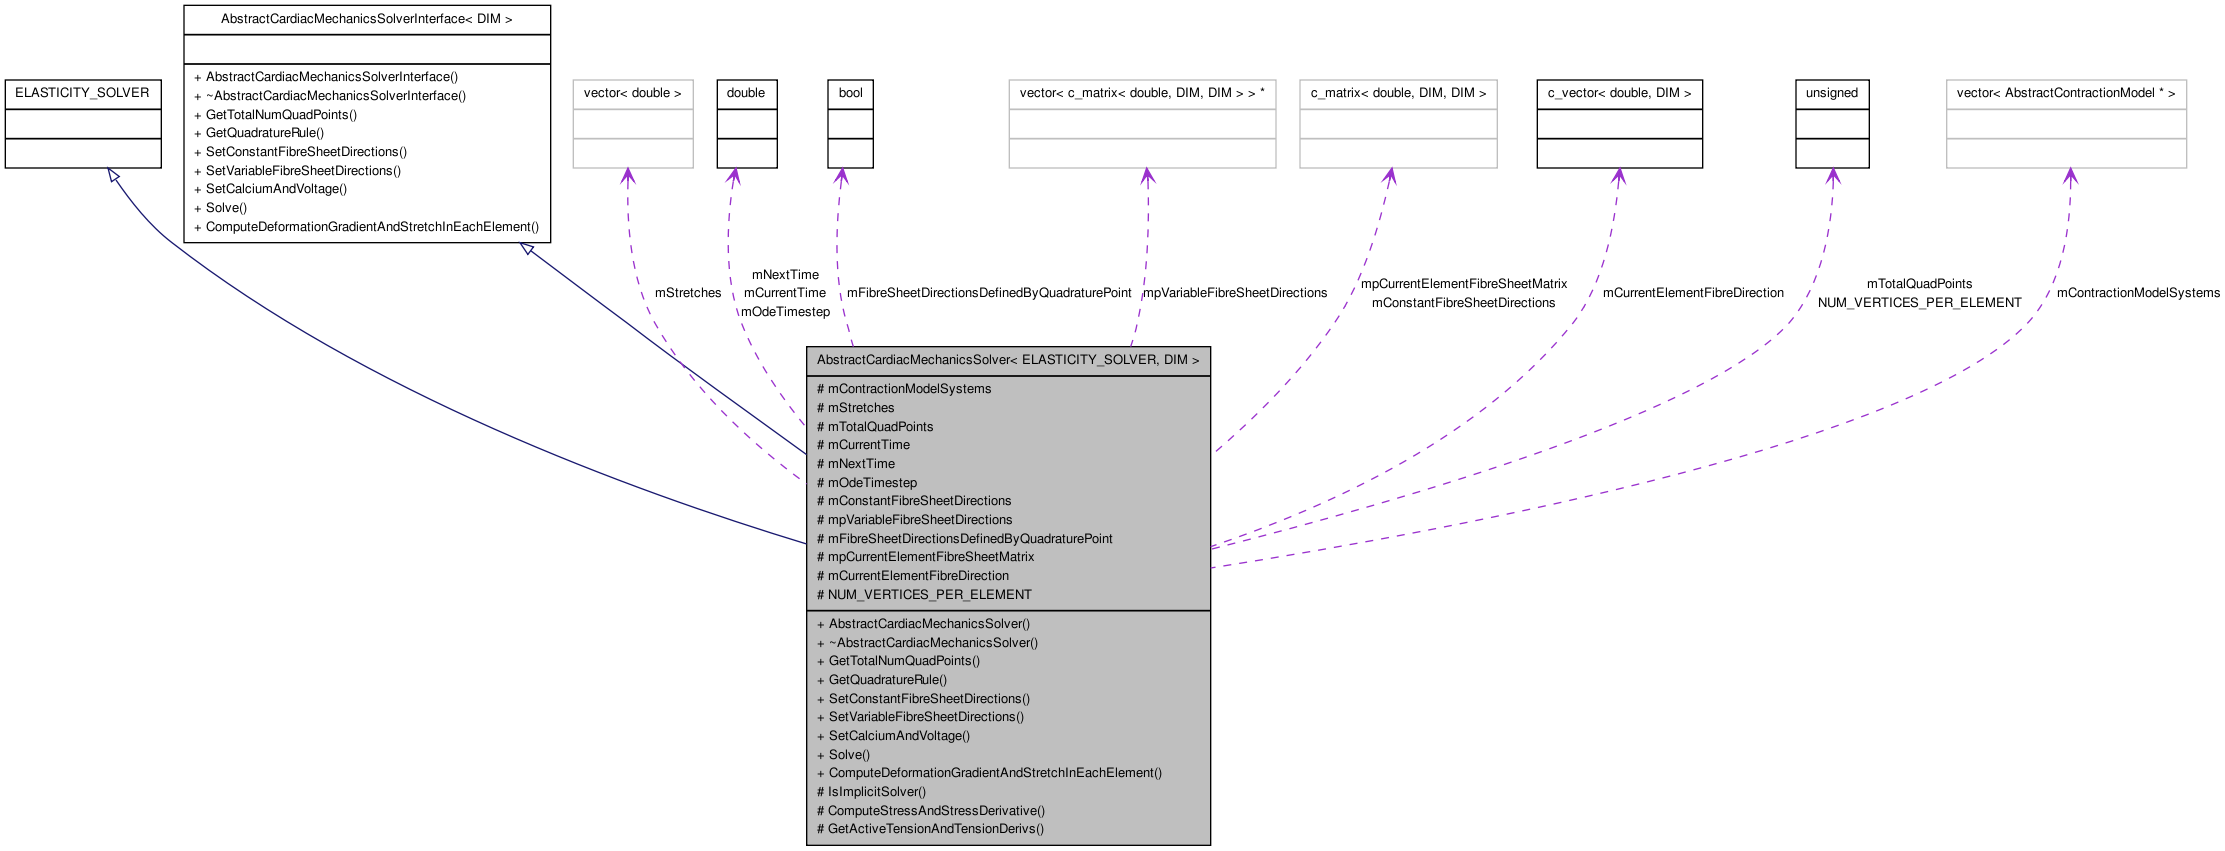 AbstractCardiacMechanicsSolverInterface< DIM >
+ AbstractCardiacMechanicsSolverInterface()
+ ~AbstractCardiacMechanicsSolverInterface()
+ GetTotalNumQuadPoints()
+ GetQuadratureRule()
+ SetConstantFibreSheetDirections()
+ SetVariableFibreSheetDirections()
+ SetCalciumAndVoltage()
+ Solve()
+ ComputeDeformationGradientAndStretchInEachElement()
ELASTICITY_SOLVER
vector< double >
double
bool
vector< c_matrix< double, DIM, DIM > > *
c_matrix< double, DIM, DIM >
c_vector< double, DIM >
unsigned
vector< AbstractContractionModel * >
mStretches
mNextTime
mCurrentTime
mOdeTimestep
mFibreSheetDirectionsDefinedByQuadraturePoint
mpVariableFibreSheetDirections
mpCurrentElementFibreSheetMatrix
mConstantFibreSheetDirections
mCurrentElementFibreDirection
mTotalQuadPoints
NUM_VERTICES_PER_ELEMENT
mContractionModelSystems
AbstractCardiacMechanicsSolver< ELASTICITY_SOLVER, DIM >
# mContractionModelSystems
# mStretches
# mTotalQuadPoints
# mCurrentTime
# mNextTime
# mOdeTimestep
# mConstantFibreSheetDirections
# mpVariableFibreSheetDirections
# mFibreSheetDirectionsDefinedByQuadraturePoint
# mpCurrentElementFibreSheetMatrix
# mCurrentElementFibreDirection
# NUM_VERTICES_PER_ELEMENT
+ AbstractCardiacMechanicsSolver()
+ ~AbstractCardiacMechanicsSolver()
+ GetTotalNumQuadPoints()
+ GetQuadratureRule()
+ SetConstantFibreSheetDirections()
+ SetVariableFibreSheetDirections()
+ SetCalciumAndVoltage()
+ Solve()
+ ComputeDeformationGradientAndStretchInEachElement()
# IsImplicitSolver()
# ComputeStressAndStressDerivative()
# GetActiveTensionAndTensionDerivs()